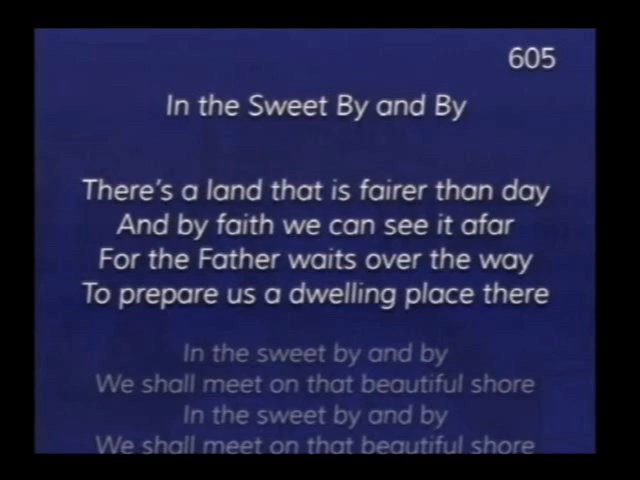 605
In the Sweet By and By
There's a land that is fairer than day
And by faith we can see it afar
For the Father waits over the way
To prepare us a dwelling place there
In the sweet by and by
We shall meet on that beautiful shore
In the sweet by and by
We shall meet on that beautiful shore